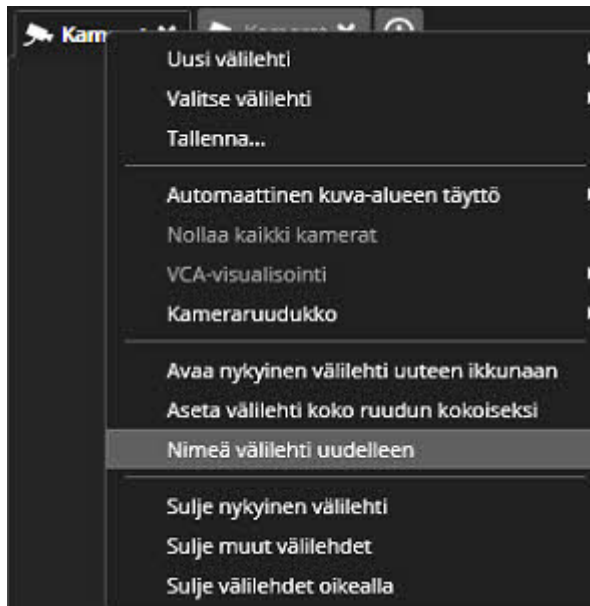 Kamerat
Uusi välilehti
Valitse välilehti
Tallenna...
Automaattinen kuva-alueen täyttö
Nollaa kaikki kamerat
VCA-visualisointi
Kameraruudukko
Avaa nykyinen välilehti uuteen ikkunaan
Aseta välilehti koko ruudun kokoiseksi
Nimeä välilehti uudelleen
Sulje nykyinen välilehti
Sulje muut välilehdet
Sulje välilehdet oikealla